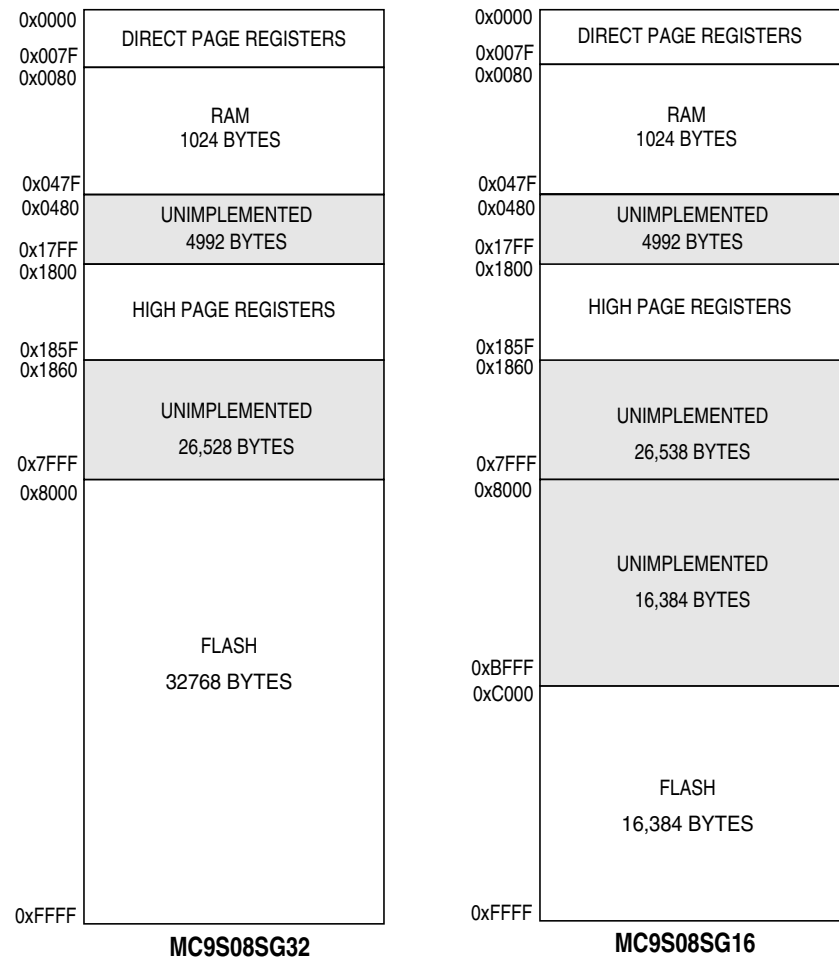 0x0000
DIRECT PAGE REGISTERS
0x007F
0x0080
RAM
1024 BYTES
0x047F
0x0480
UNIMPLEMENTED
4992 BYTES
0x17FF
0x1800
HIGH PAGE REGISTERS
0x185F
0x1860
UNIMPLEMENTED
26,528 BYTES
0x7FFF
0x8000
FLASH
32768 BYTES
0xFFFF
MC9S08SG32
0x0000
DIRECT PAGE REGISTERS
0x007F
0x0080
RAM
1024 BYTES
0x047F
0x0480
UNIMPLEMENTED
4992 BYTES
0x17FF
0x1800
HIGH PAGE REGISTERS
0x185F
0x1860
UNIMPLEMENTED
26,538 BYTES
0x7FFF
0x8000
UNIMPLEMENTED
16,384 BYTES
0xBFFF
0xC000
FLASH
16,384 BYTES
0xFFFF
MC9S08SG16